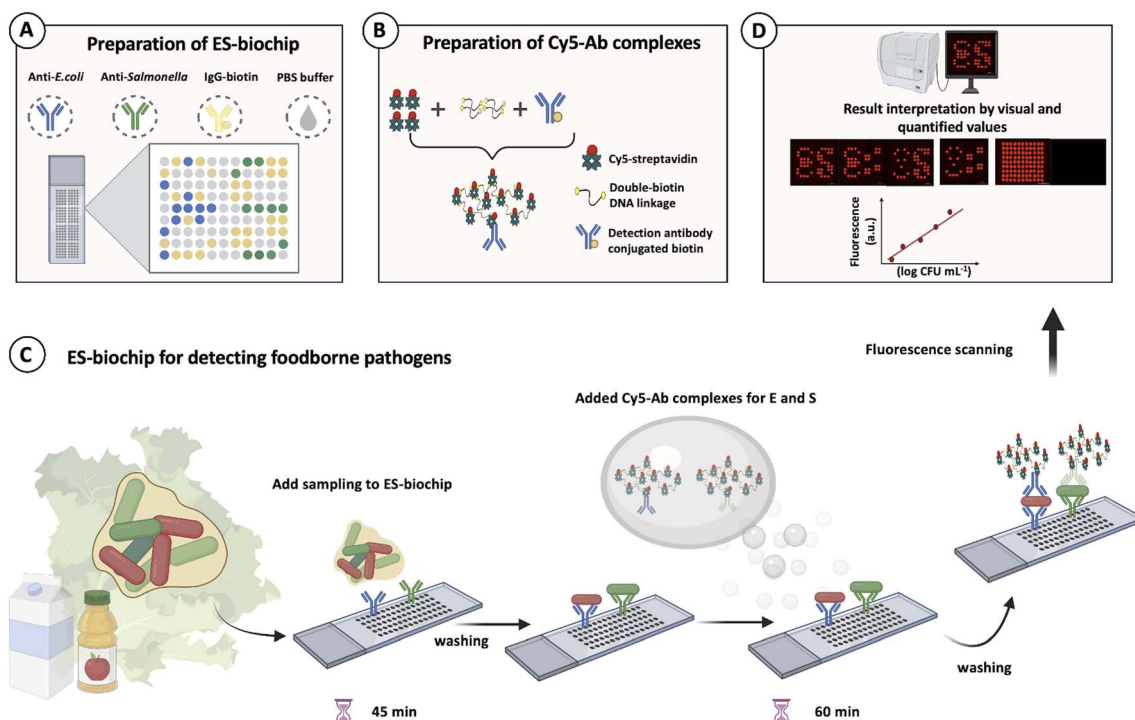 A
Preparation of ES-biochip
Anti-E.coli
Anti-Salmonella
IgG-biotin
PBS buffer
B
Preparation of Cy5-Ab complexes
+
+
Cy5-streptavidin
Double-biotin
DNA linkage
Detection antibody
conjugated biotin
D
Result interpretation by visual and
quantified values
Fluorescence
(a.u.)
(log CFU mL⁻¹)
C
ES-biochip for detecting foodborne pathogens
Fluorescence scanning
Added Cy5-Ab complexes for E and S
Add sampling to ES-biochip
washing
washing
45 min
60 min